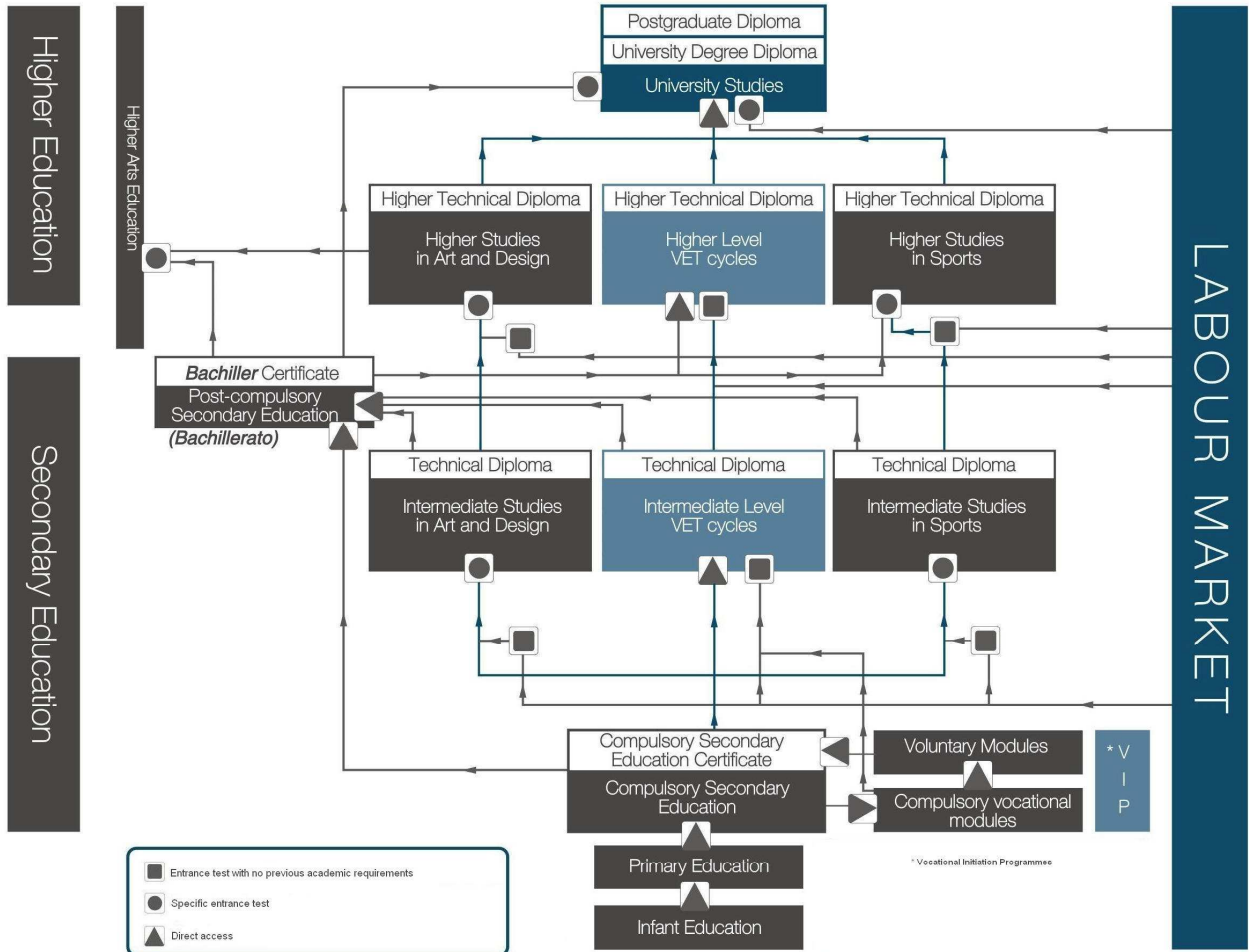 Higher Education
Higher Arts Education
Postgraduate Diploma
University Degree Diploma
University Studies
Higher Technical Diploma
Higher Studies
in Art and Design
Higher Technical Diploma
Higher Level
VET cycles
Higher Technical Diploma
Higher Studies
in Sports
LABOUR MARKET
Secondary Education
Bachiller Certificate
Post-compulsory
Secondary Education
(Bachillerato)
Technical Diploma
Intermediate Studies
in Art and Design
Technical Diploma
Intermediate Level
VET cycles
Technical Diploma
Intermediate Studies
in Sports
Compulsory Secondary
Education Certificate
Compulsory Secondary
Education
Voluntary Modules
Compulsory vocational
modules
* V
I
P
Primary Education
Infant Education
* Vocational Initiation Programmes
Entrance test with no previous academic requirements
Specific entrance test
Direct access